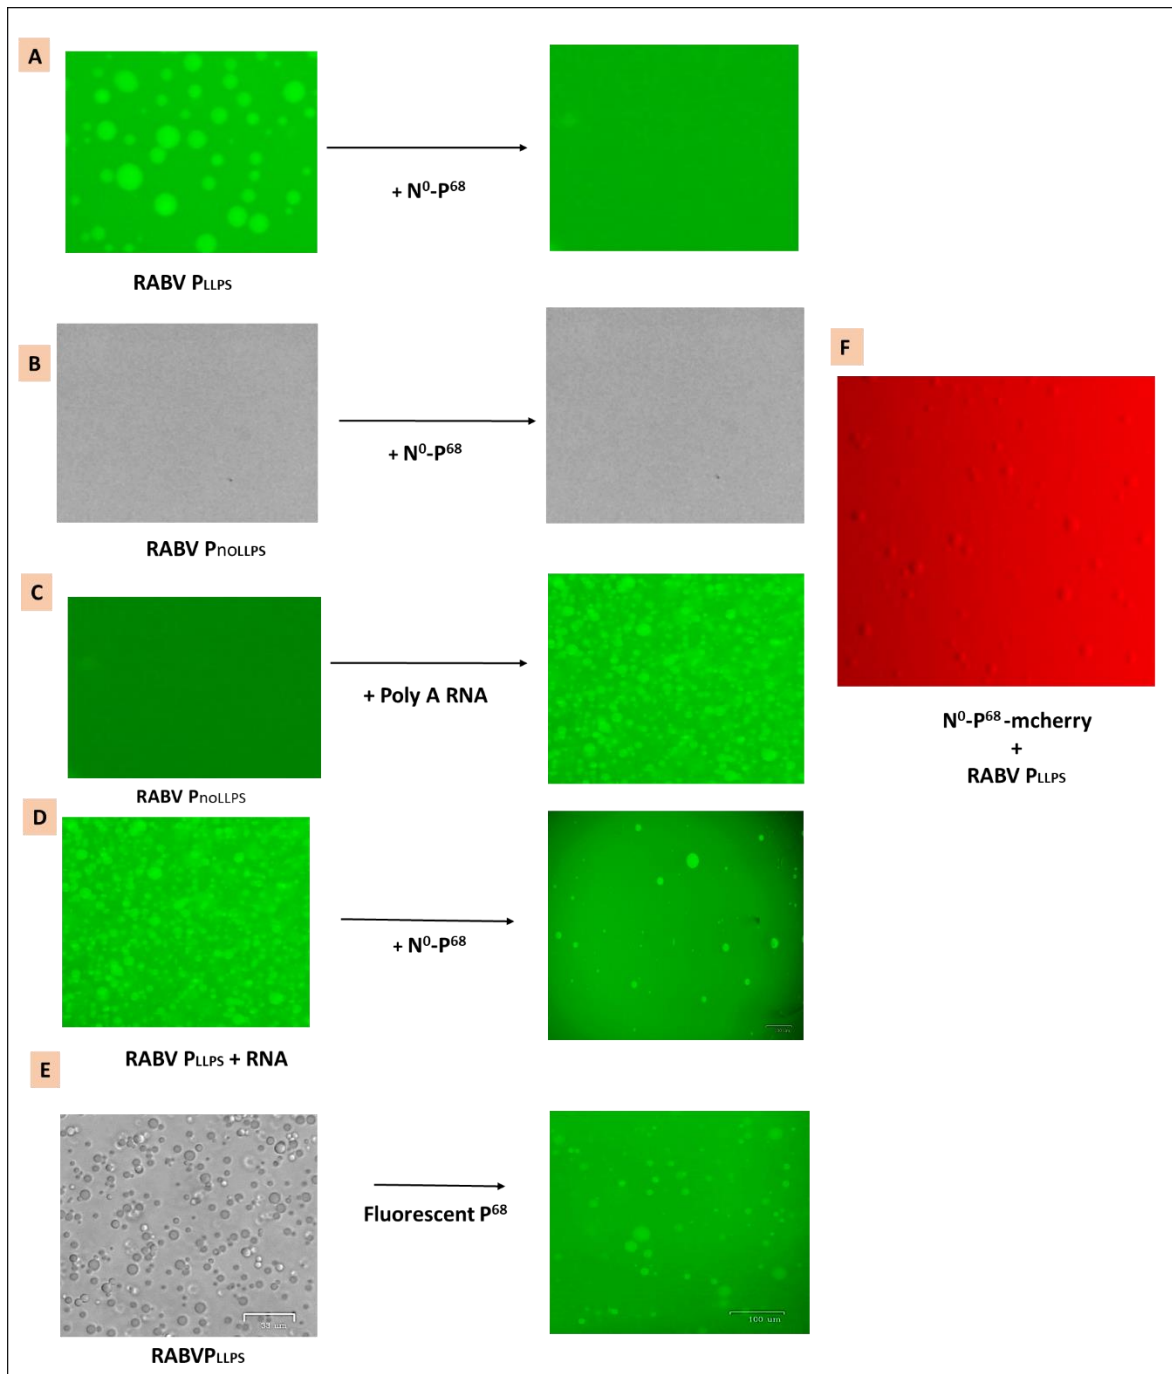 A
+ N⁰-P⁶⁸
RABV PLLPS
B
+ N⁰-P⁶⁸
RABV PnoLLPS
C
+ Poly A RNA
RABV PnoLLPS
D
+ N⁰-P⁶⁸
RABV PLLPS + RNA
E
Fluorescent P⁶⁸
100 um
RABVPLLPS
F
N⁰-P⁶⁸-mcherry
+
RABV PLLPS